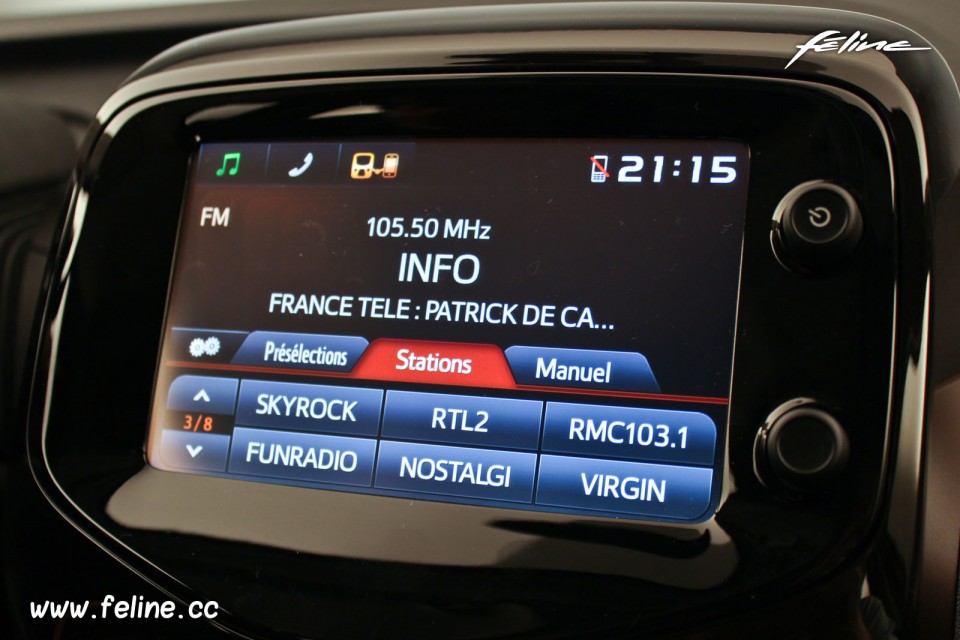 féline
21:15
FM
105.50 MHz
INFO
FRANCE TELE : PATRICK DE CA...
Présélections Stations Manuel
3/8
SKYROCK RTL2 RMC103.1
FUNRADIO NOSTALGI VIRGIN
www.feline.cc